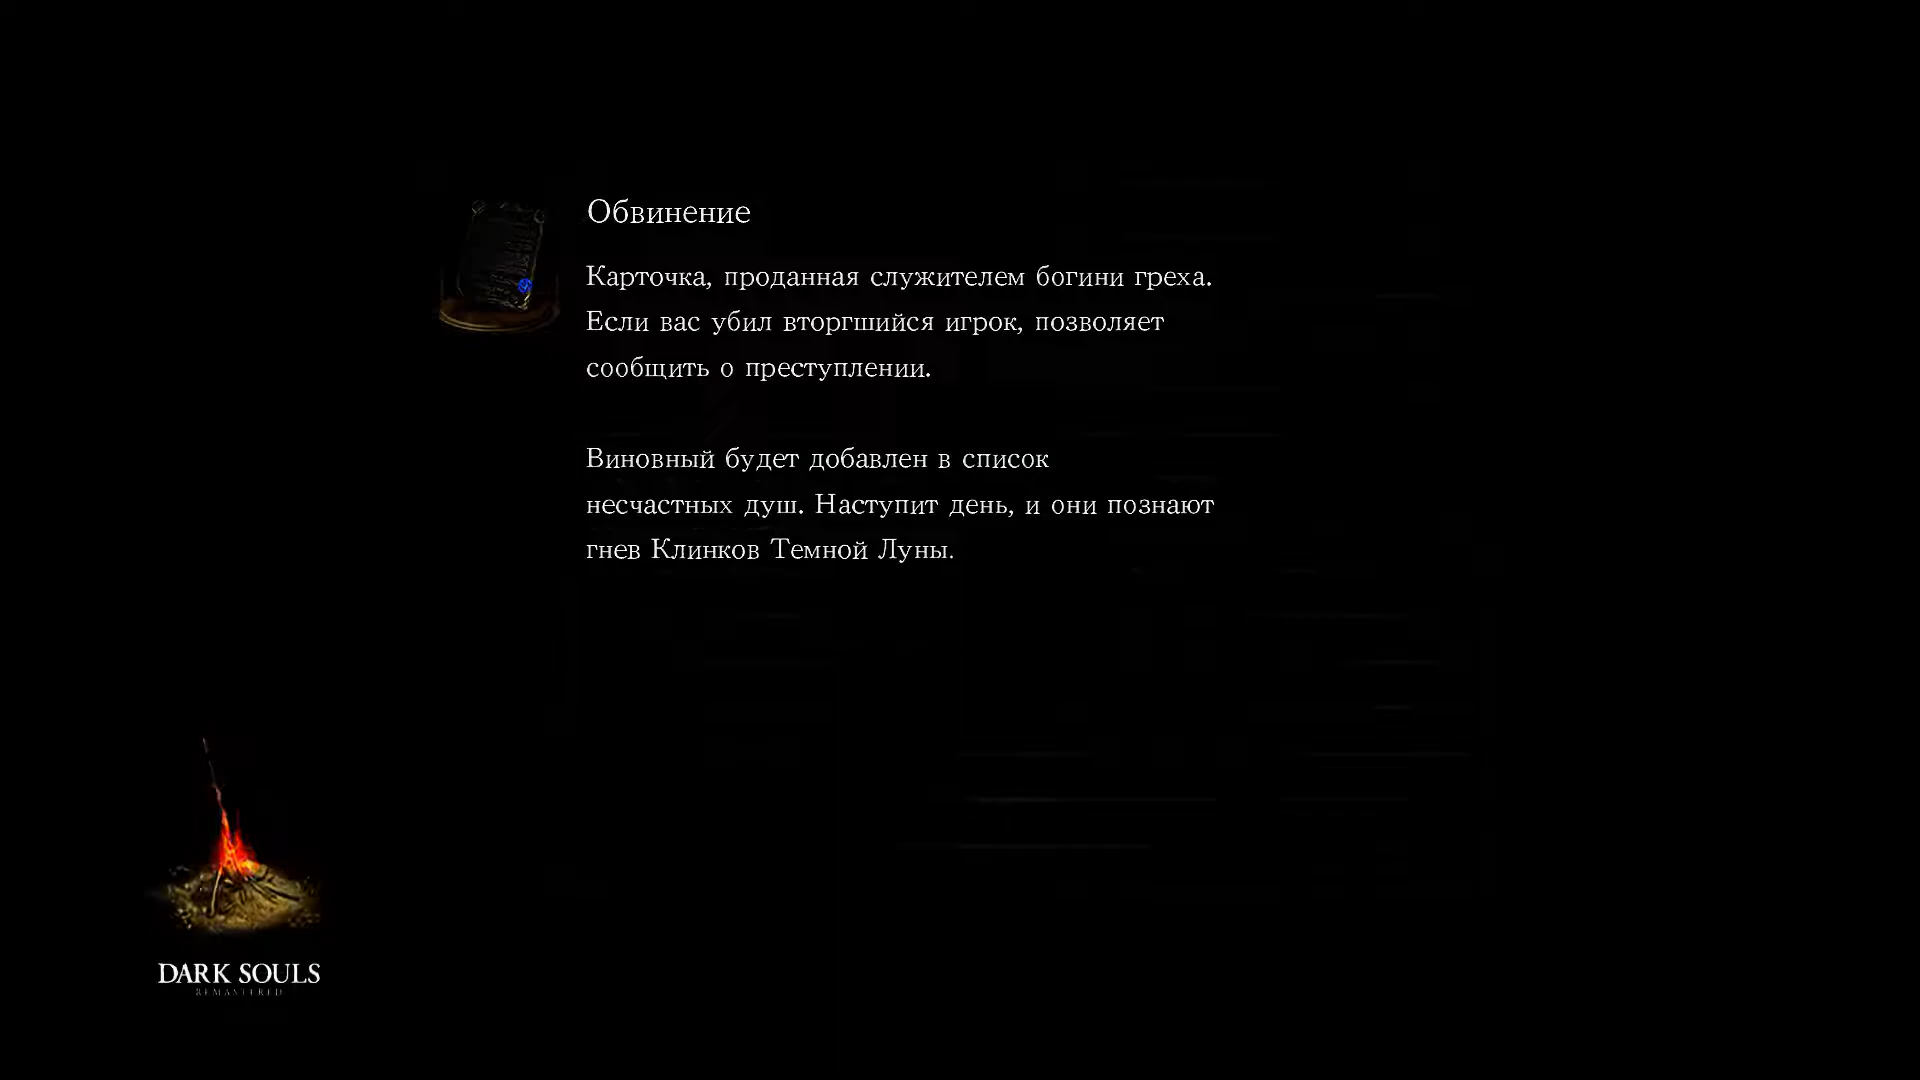 Обвинение
Карточка, проданная служителем богини греха.
Если вас убил вторгшийся игрок, позволяет
сообщить о преступлении.
Виновный будет добавлен в список
несчастных душ. Наступит день, и они познают
гнев Клинков Темной Луны.
DARK SOULS
REMASTERED